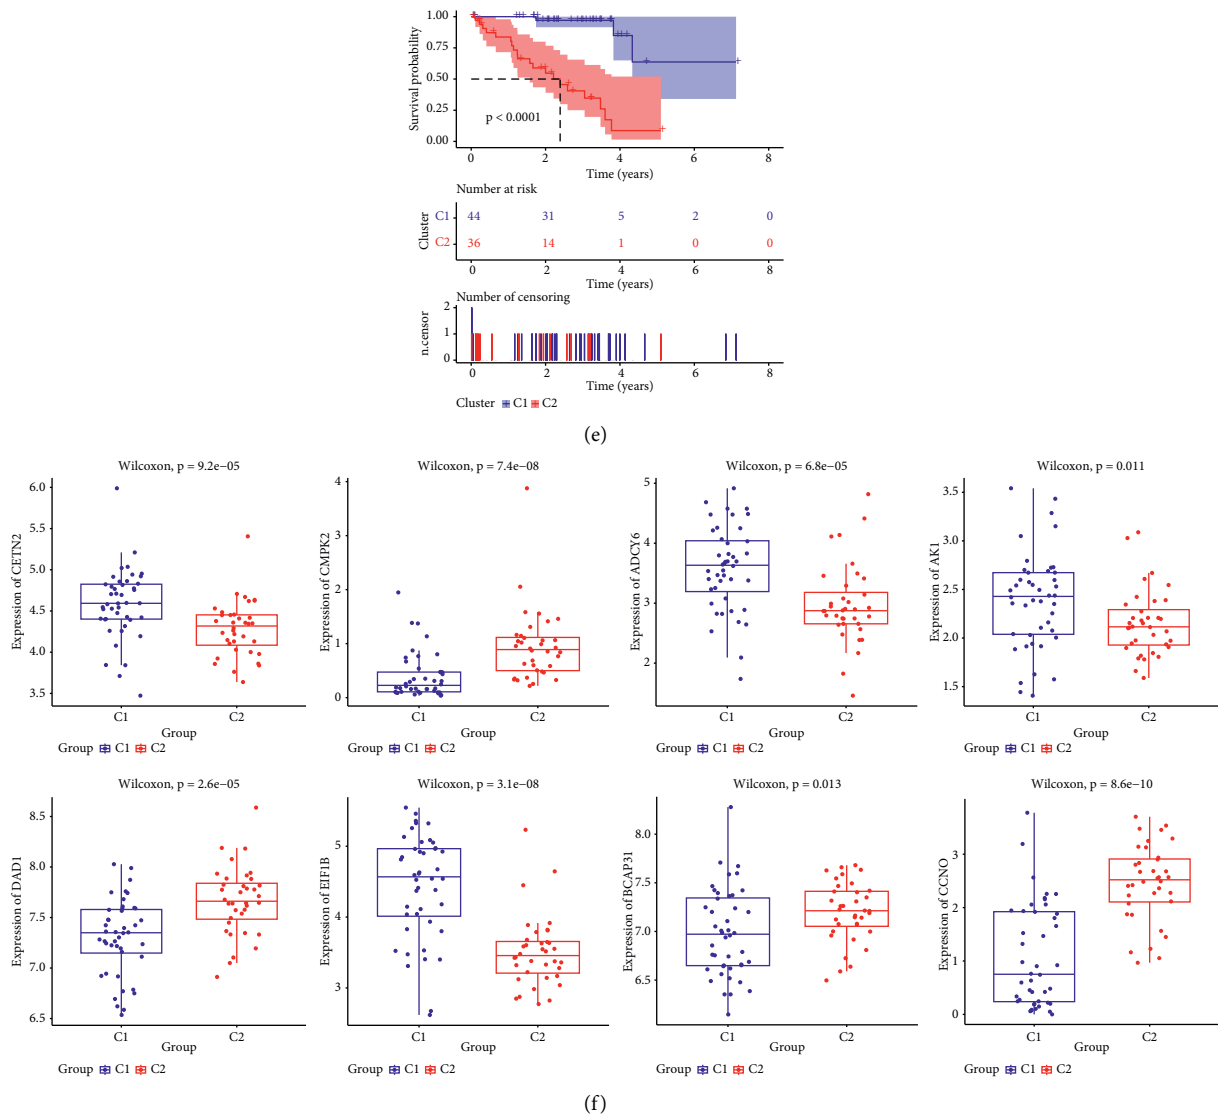 1.00
0.75
0.50
0.25
0.00
Survival probability
p < 0.0001
0 2 4 6 8
Time (years)
Number at risk
Cluster
C1 44 31 5 2 0
C2 36 14 1 0 0
0 2 4 6 8
Time (years)
Number of censoring
n.censor
2
1
0
0 2 4 6 8
Time (years)
Cluster C1 C2
(e)
Wilcoxon, p = 9.2e−05
Expression of CETN2
6.0
5.5
5.0
4.5
4.0
3.5
C1 C2
Group
Group C1 C2
Wilcoxon, p = 7.4e−08
Expression of CMPK2
4
3
2
1
0
C1 C2
Group
Group C1 C2
Wilcoxon, p = 6.8e−05
Expression of ADCY6
5
4
3
2
C1 C2
Group
Group C1 C2
Wilcoxon, p = 0.011
Expression of AK1
3.5
3.0
2.5
2.0
1.5
C1 C2
Group
Group C1 C2
Wilcoxon, p = 2.6e−05
Expression of DAD1
8.5
8.0
7.5
7.0
6.5
C1 C2
Group
Group C1 C2
Wilcoxon, p = 3.1e−08
Expression of EIF1B
5
4
3
C1 C2
Group
Group C1 C2
Wilcoxon, p = 0.013
Expression of BCAP31
8.0
7.5
7.0
6.5
C1 C2
Group
Group C1 C2
Wilcoxon, p = 8.6e−10
Expression of CCNO
3
2
1
0
C1 C2
Group
Group C1 C2
(f)